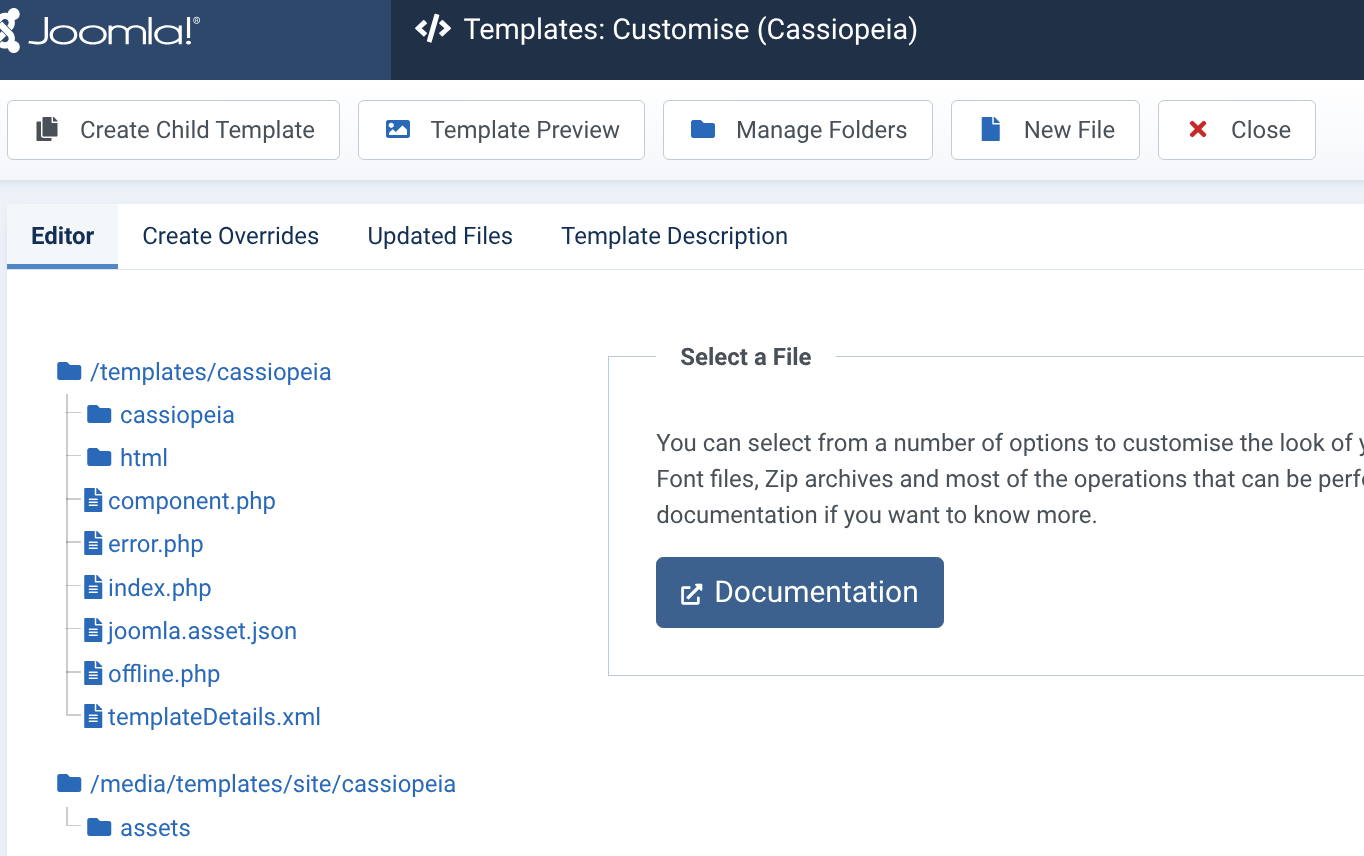 Joomla!®
Templates: Customise (Cassiopeia)
Create Child Template
Template Preview
Manage Folders
New File
Close
Editor
Create Overrides
Updated Files
Template Description
/templates/cassiopeia
cassiopeia
html
component.php
error.php
index.php
joomla.asset.json
offline.php
templateDetails.xml
/media/templates/site/cassiopeia
assets
Select a File
You can select from a number of options to customise the look of
Font files, Zip archives and most of the operations that can be
documentation if you want to know more.
Documentation